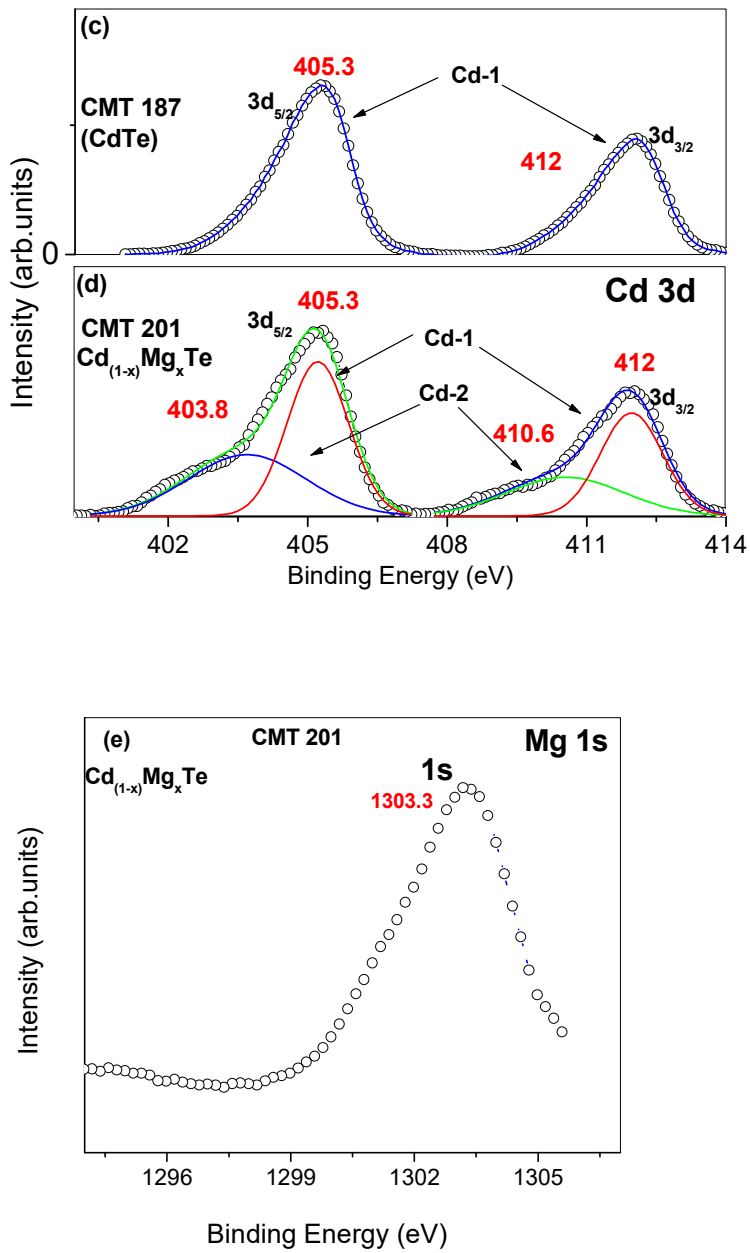 (c)
405.3
Cd-1
3d5/2
CMT 187
(CdTe)
3d3/2
412
0
Intensity (arb.units)
(d)
405.3
Cd 3d
3d5/2
CMT 201
Cd(1-x)MgxTe
Cd-1
412
Cd-2
3d3/2
403.8
410.6
402 405 408 411 414
Binding Energy (eV)
(e)
CMT 201
Mg 1s
Cd(1-x)MgxTe
1s
1303.3
Intensity (arb.units)
1296 1299 1302 1305
Binding Energy (eV)